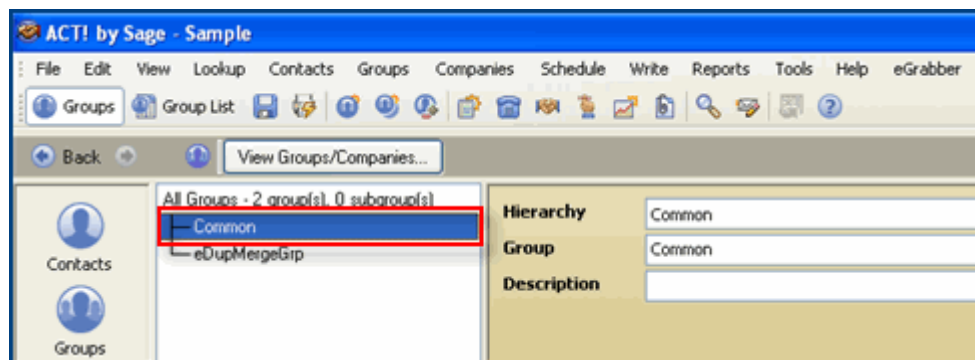 ACT! by Sage - Sample
File Edit View Lookup Contacts Groups Companies Schedule Write Reports Tools Help eGrabber
Groups Group List
Back View Groups/Companies...
All Groups - 2 group(s), 0 subgroup(s)
Common
eDupMergeGrp
Hierarchy Common
Group Common
Description
Contacts
Groups